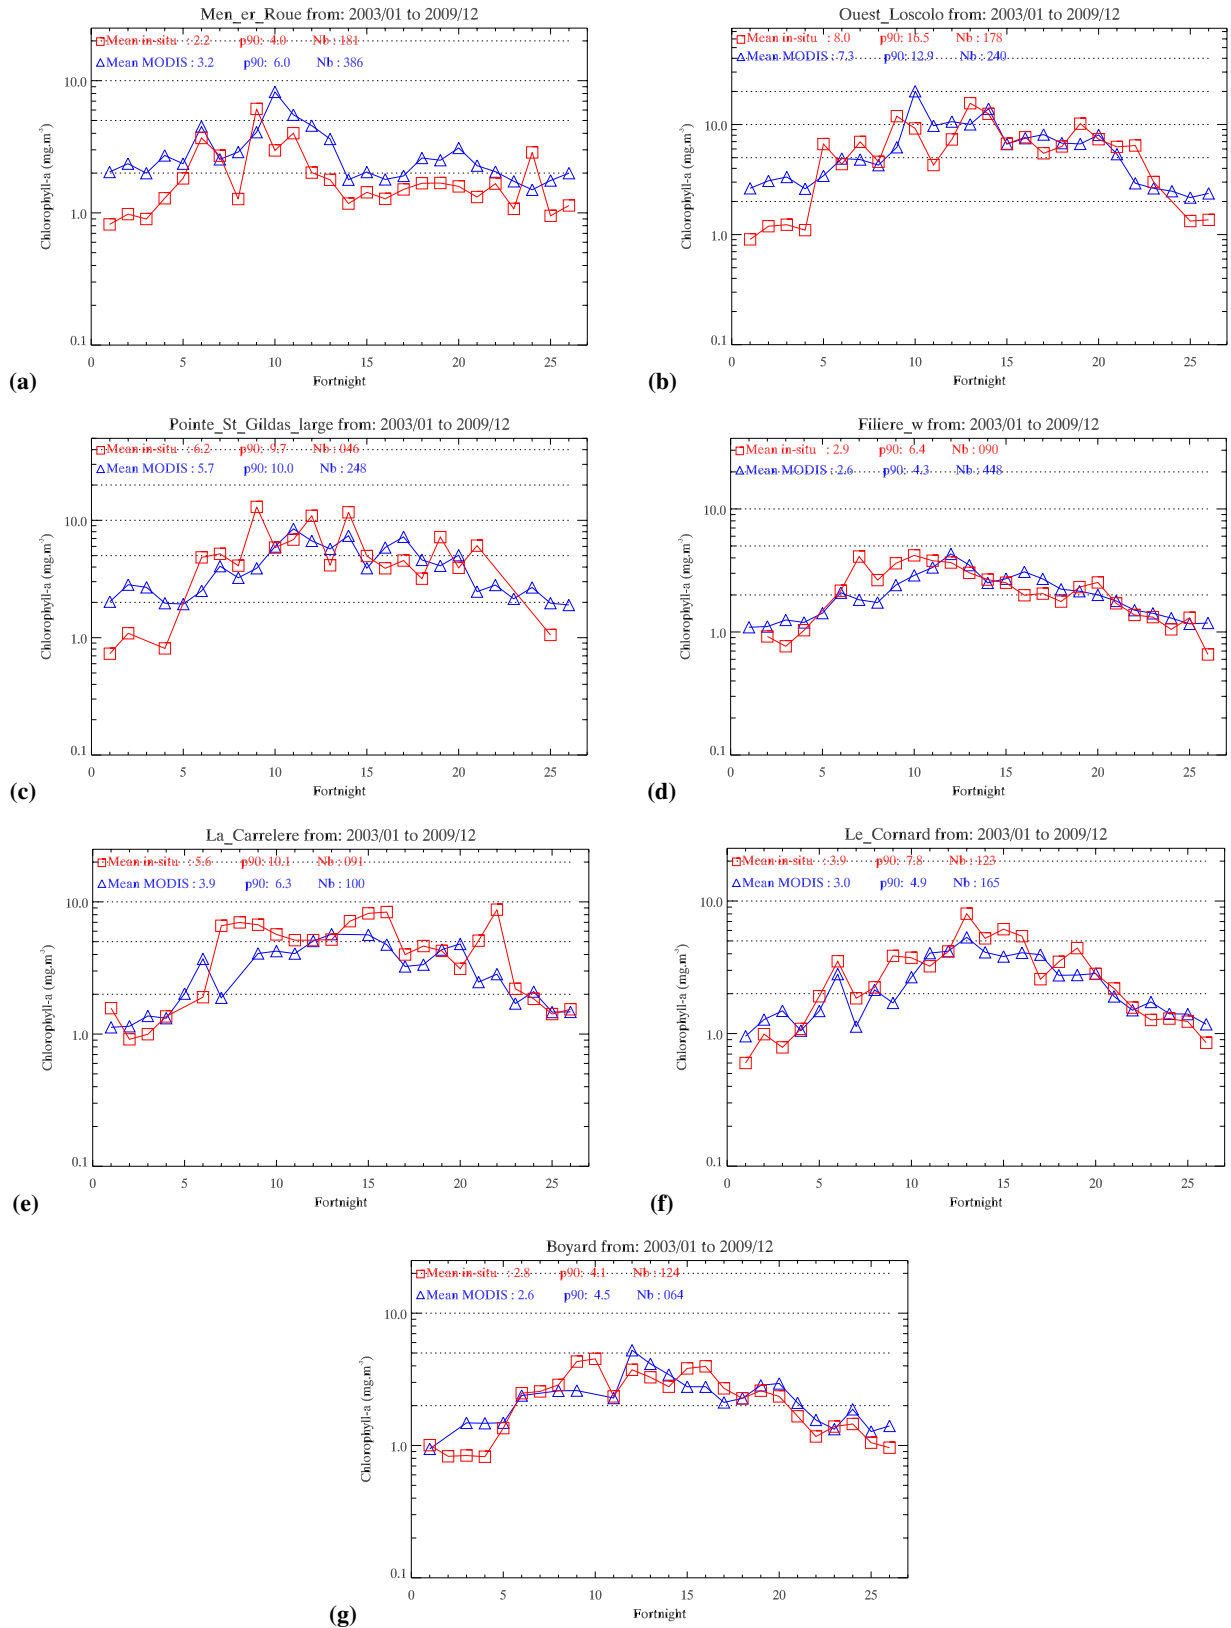 Men_er_Roue from: 2003/01 to 2009/12
Mean in-situ : 2.2 p90: 4.0 Nb : 181
Mean MODIS : 3.2 p90: 6.0 Nb : 386
Chlorophyll-a (mg.m⁻³)
10.0
1.0
0.1
0 5 10 15 20 25
Fortnight
(a)
Ouest_Loscolo from: 2003/01 to 2009/12
Mean in-situ : 8.0 p90: 16.5 Nb : 178
Mean MODIS : 7.3 p90: 12.9 Nb : 240
Chlorophyll-a (mg.m⁻³)
10.0
1.0
0.1
0 5 10 15 20 25
Fortnight
(b)
Pointe_St_Gildas_large from: 2003/01 to 2009/12
Mean in-situ : 6.2 p90: 9.7 Nb : 046
Mean MODIS : 5.7 p90: 10.0 Nb : 248
Chlorophyll-a (mg.m⁻³)
10.0
1.0
0.1
0 5 10 15 20 25
Fortnight
(c)
Filiere_w from: 2003/01 to 2009/12
Mean in-situ : 2.9 p90: 6.4 Nb : 090
Mean MODIS : 2.6 p90: 4.3 Nb : 448
Chlorophyll-a (mg.m⁻³)
10.0
1.0
0.1
0 5 10 15 20 25
Fortnight
(d)
La_Carrelere from: 2003/01 to 2009/12
Mean in-situ : 5.6 p90: 10.1 Nb : 091
Mean MODIS : 3.9 p90: 6.3 Nb : 100
Chlorophyll-a (mg.m⁻³)
10.0
1.0
0.1
0 5 10 15 20 25
Fortnight
(e)
Le_Cornard from: 2003/01 to 2009/12
Mean in-situ : 3.9 p90: 7.8 Nb : 123
Mean MODIS : 3.0 p90: 4.9 Nb : 165
Chlorophyll-a (mg.m⁻³)
10.0
1.0
0.1
0 5 10 15 20 25
Fortnight
(f)
Boyard from: 2003/01 to 2009/12
Mean in-situ : 2.8 p90: 4.1 Nb : 124
Mean MODIS : 2.6 p90: 4.5 Nb : 064
Chlorophyll-a (mg.m⁻³)
10.0
1.0
0.1
0 5 10 15 20 25
Fortnight
(g)